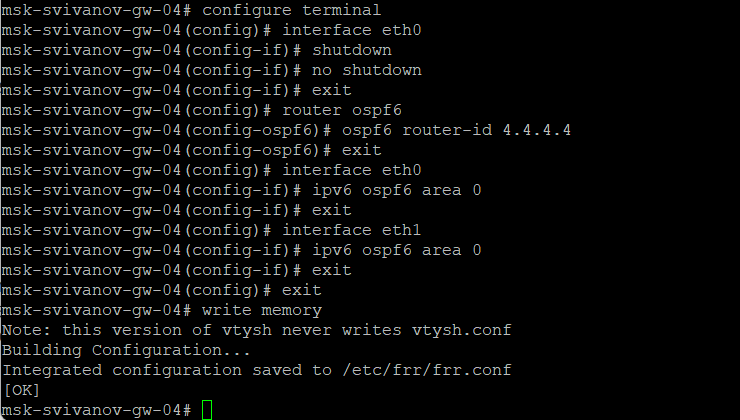 msk-svivanov-gw-04# configure terminal
msk-svivanov-gw-04(config)# interface eth0
msk-svivanov-gw-04(config-if)# shutdown
msk-svivanov-gw-04(config-if)# no shutdown
msk-svivanov-gw-04(config-if)# exit
msk-svivanov-gw-04(config)# router ospf6
msk-svivanov-gw-04(config-ospf6)# ospf6 router-id 4.4.4.4
msk-svivanov-gw-04(config-ospf6)# exit
msk-svivanov-gw-04(config)# interface eth0
msk-svivanov-gw-04(config-if)# ipv6 ospf6 area 0
msk-svivanov-gw-04(config-if)# exit
msk-svivanov-gw-04(config)# interface eth1
msk-svivanov-gw-04(config-if)# ipv6 ospf6 area 0
msk-svivanov-gw-04(config-if)# exit
msk-svivanov-gw-04(config)# exit
msk-svivanov-gw-04# write memory
Note: this version of vtysh never writes vtysh.conf
Building Configuration...
Integrated configuration saved to /etc/frr/frr.conf
[OK]
msk-svivanov-gw-04#